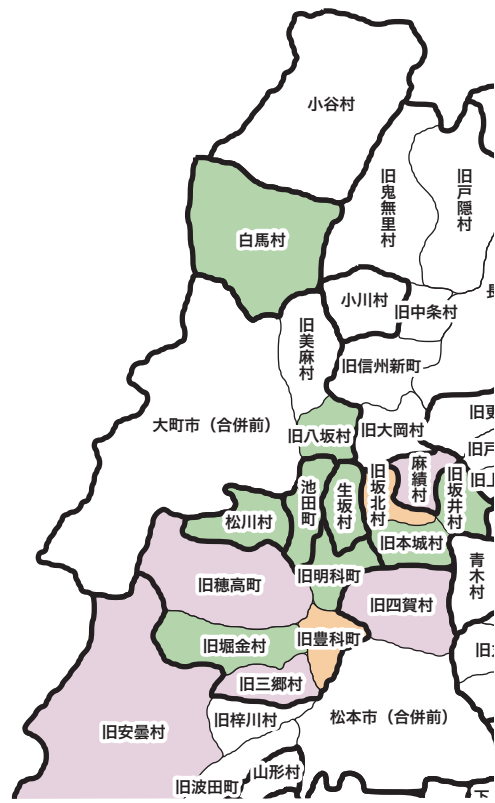 小谷村
旧鬼無里村
旧戸隠村
白馬村
小川村
旧中条村
旧美麻村
旧信州新町
大町市（合併前）
旧八坂村
旧大岡村
池田町
生坂村
旧坂北村
麻績村
旧坂井村
松川村
旧本城村
青木村
旧明科町
旧穂高町
旧四賀村
旧堀金村
旧豊科町
旧三郷村
旧安曇村
旧梓川村
松本市（合併前）
旧波田町
山形村